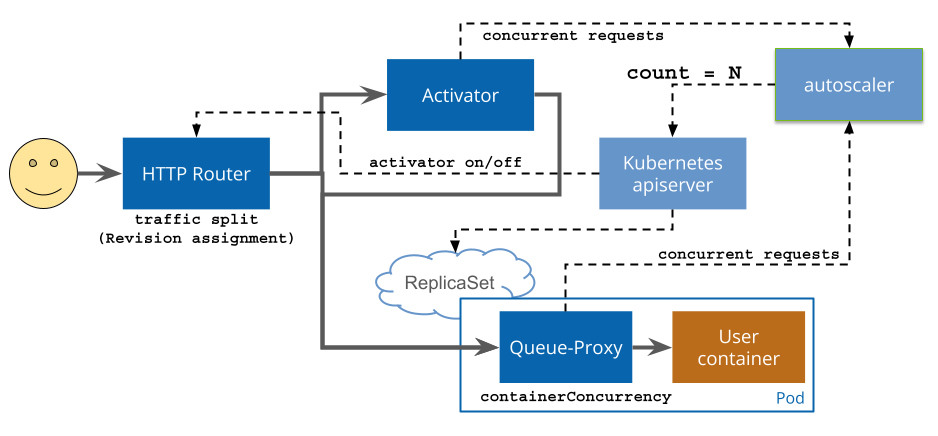 concurrent requests
count = N
autoscaler
Activator
activator on/off
Kubernetes
apiserver
HTTP Router
traffic split
(Revision assignment)
concurrent requests
ReplicaSet
Queue-Proxy
User
container
containerConcurrency
Pod